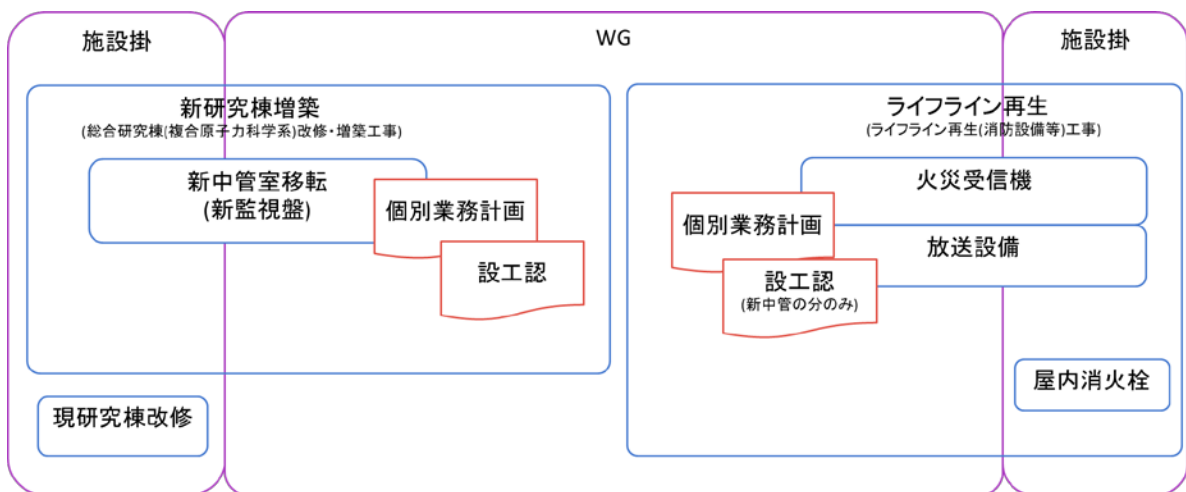 施設掛
WG
施設掛
新研究棟増築
(総合研究棟(複合原子力科学系)改修・増築工事)
新中管室移転
(新監視盤)
個別業務計画
設工認
現研究棟改修
ライフライン再生
(ライフライン再生(消防設備等)工事)
火災受信機
個別業務計画
放送設備
設工認
(新中管の分のみ)
屋内消火栓